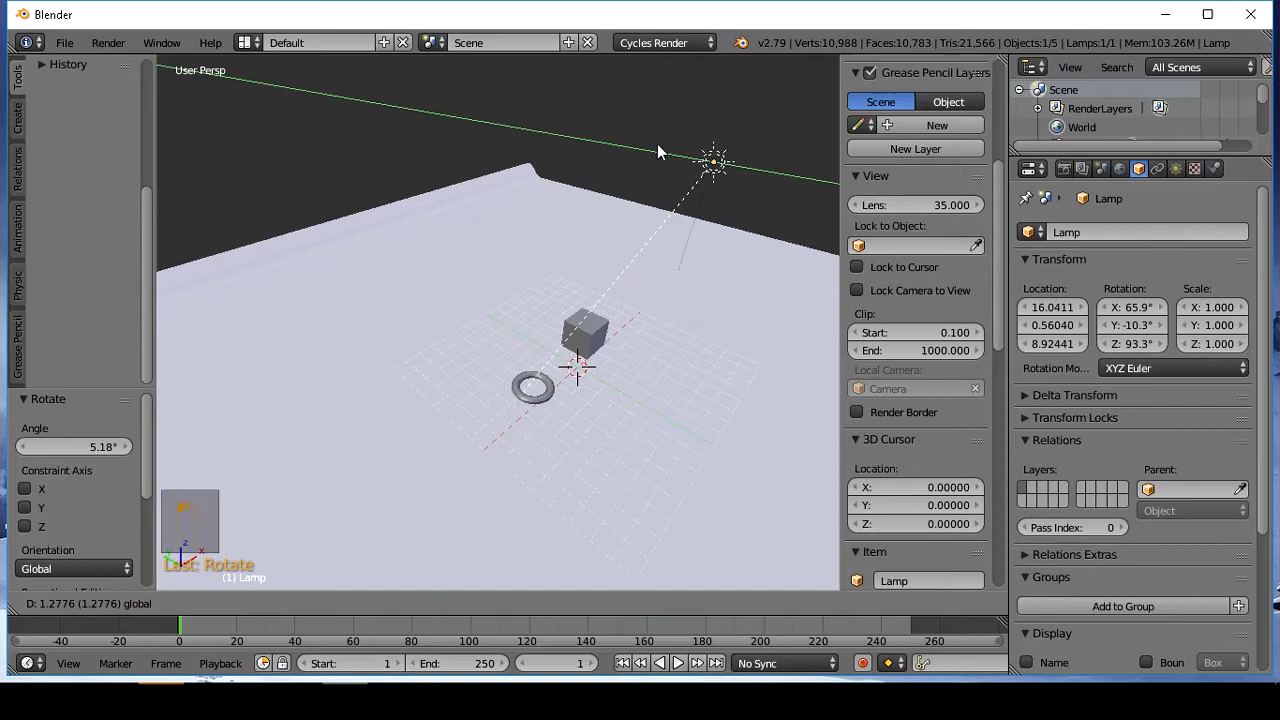 Blender
File Render Window Help Default Scene Cycles Render v2.79 | Verts:10,988 | Faces:10,783 | Tris:21,566 | Objects:1/5 | Lamps:1/1 | Mem:103.26M | Lamp
History
Tools
Create
Relations
Animation
Physic
Grease Pencil
Rotate
Angle
5.18°
Constraint Axis
X
Y
Z
Orientation
Global
User Persp
z
x
Last: Rotate
(1) Lamp
D: 1.2776 (1.2776) global
Grease Pencil Layers
Scene Object
New
New Layer
View
Lens: 35.000
Lock to Object:
Lock to Cursor
Lock Camera to View
Clip:
Start: 0.100
End: 1000.000
Local Camera:
Camera
Render Border
3D Cursor
Location:
X: 0.00000
Y: 0.00000
Z: 0.00000
Item
Lamp
View Search All Scenes
Scene
RenderLayers
World
Lamp
Lamp
Transform
Location: Rotation: Scale:
16.0411 X: 65.9° X: 1.000
0.56040 Y: -10.3° Y: 1.000
8.92441 Z: 93.3° Z: 1.000
Rotation Mo... XYZ Euler
Delta Transform
Transform Locks
Relations
Layers: Parent:
Object
Pass Index: 0
Relations Extras
Groups
Add to Group
Display
Name Boun Box
-40 -20 0 20 40 60 80 100 120 140 160 180 200 220 240 260
View Marker Frame Playback Start: 1 End: 250 1 No Sync